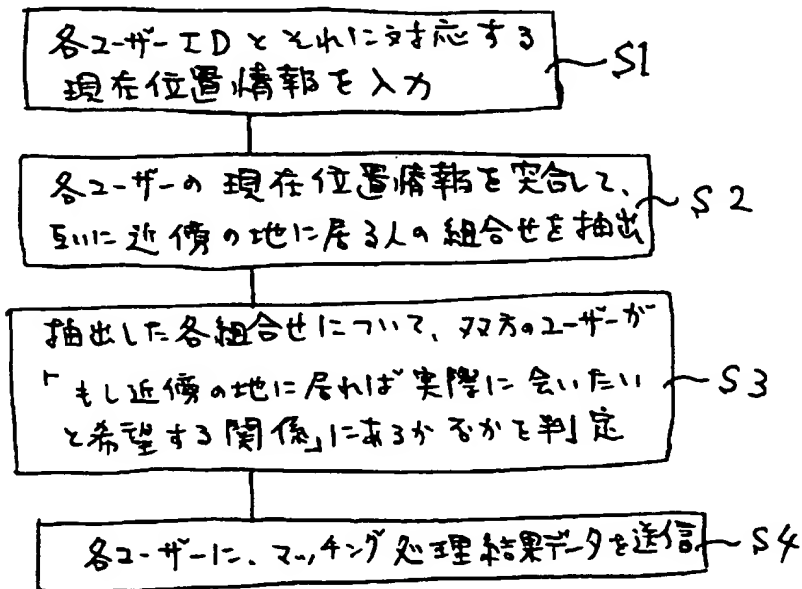 各ユーザーIDとそれに対応する
現在位置情報を入力
S1
各ユーザーの現在位置情報を突合して、
互いに近傍の地に居る人の組合せを抽出
S2
抽出した各組合せについて、双方のユーザーが
「もし近傍の地に居れば実際に会いたい
と希望する関係」にあるか否かを判定
S3
各ユーザーに、マッチング処理結果データを送信
S4